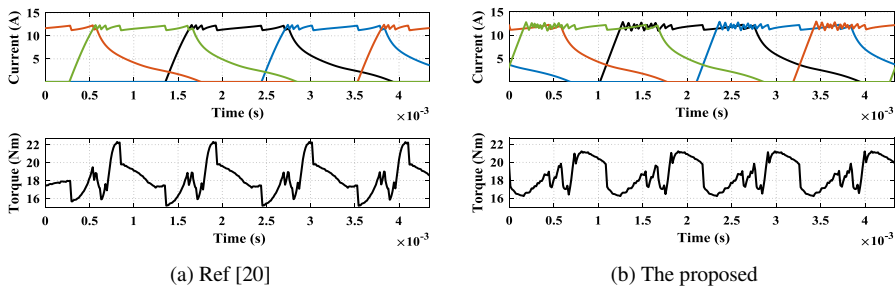 Current (A)
15
10
5
0 0.5 1 1.5 2 2.5 3 3.5 4
Time (s)
×10⁻³
Torque (Nm)
22
20
18
16
0 0.5 1 1.5 2 2.5 3 3.5 4
Time (s)
×10⁻³
(a) Ref [20]
Current (A)
15
10
5
0 0.5 1 1.5 2 2.5 3 3.5 4
Time (s)
×10⁻³
Torque (Nm)
22
20
18
16
0 0.5 1 1.5 2 2.5 3 3.5 4
Time (s)
×10⁻³
(b) The proposed